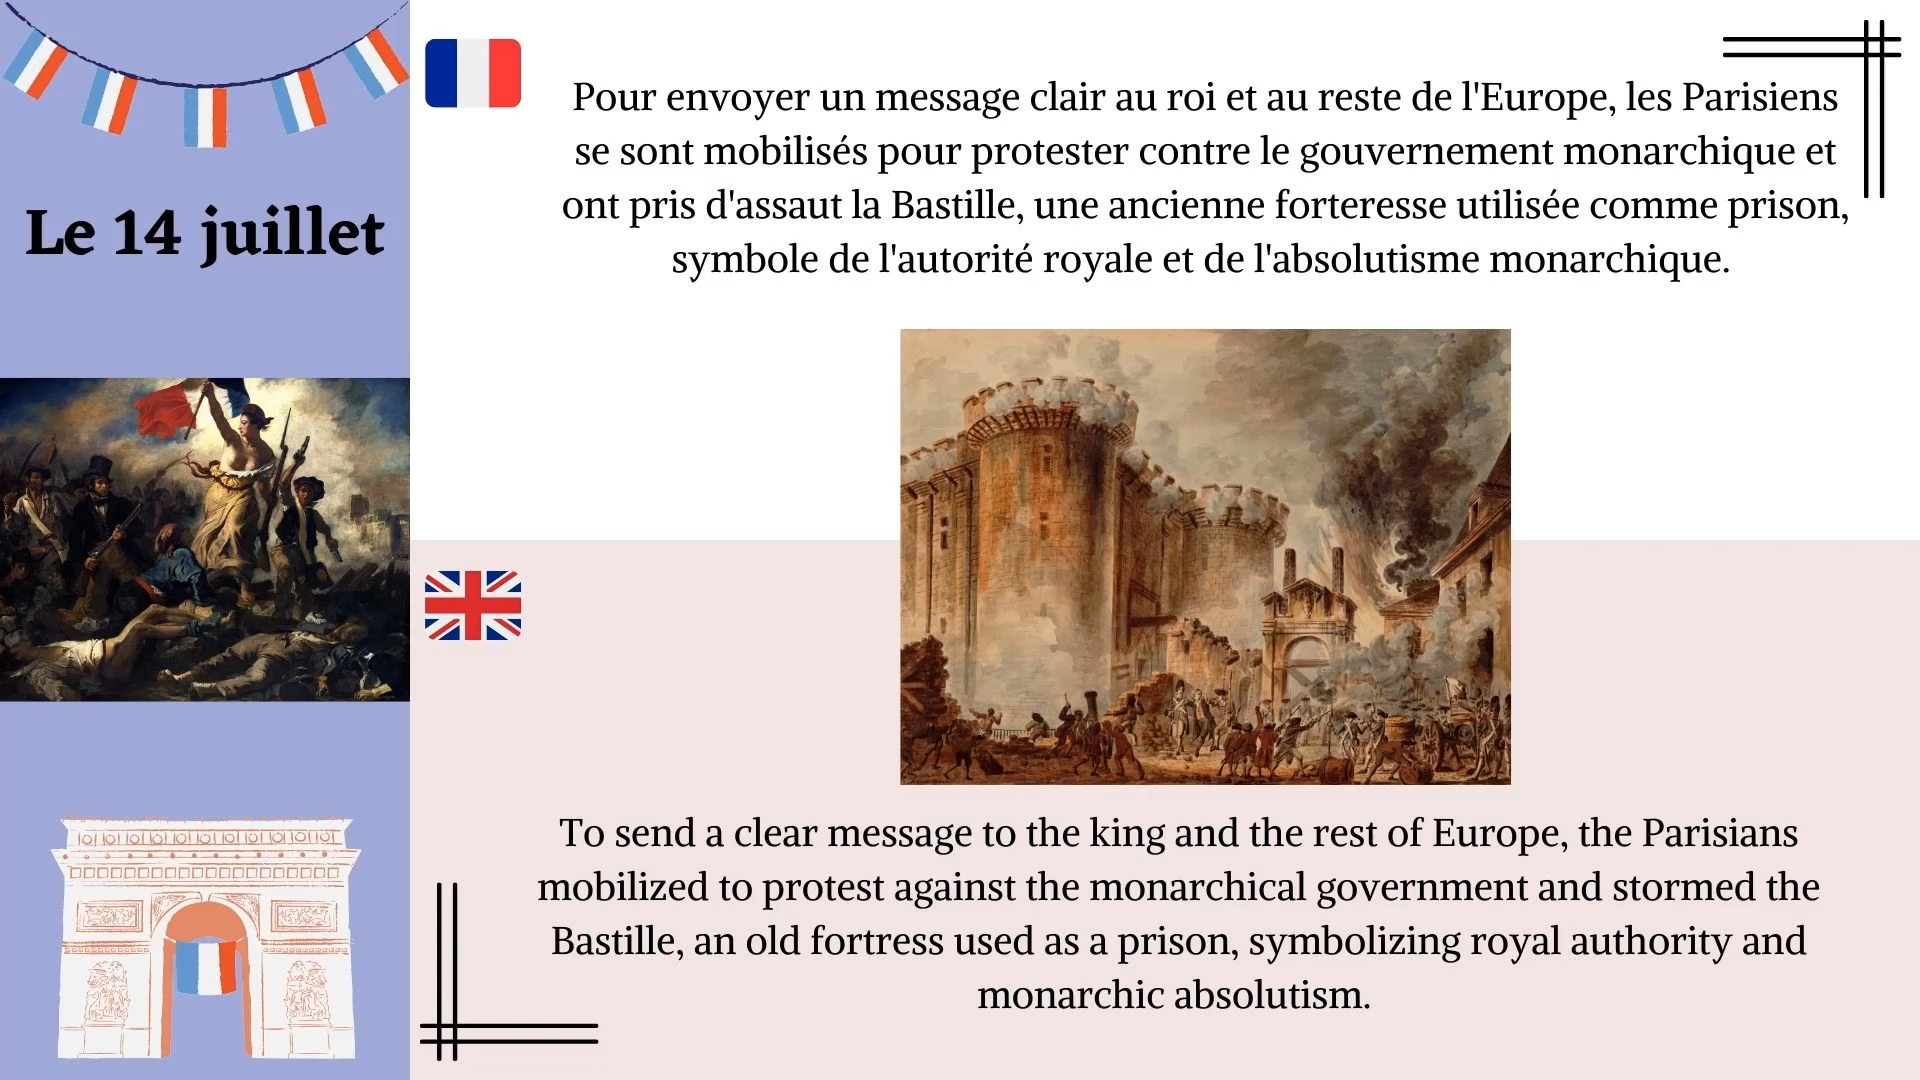 Le 14 juillet
Pour envoyer un message clair au roi et au reste de l'Europe, les Parisiens
se sont mobilisés pour protester contre le gouvernement monarchique et
ont pris d'assaut la Bastille, une ancienne forteresse utilisée comme prison,
symbole de l'autorité royale et de l'absolutisme monarchique.
To send a clear message to the king and the rest of Europe, the Parisians
mobilized to protest against the monarchical government and stormed the
Bastille, an old fortress used as a prison, symbolizing royal authority and
monarchic absolutism.